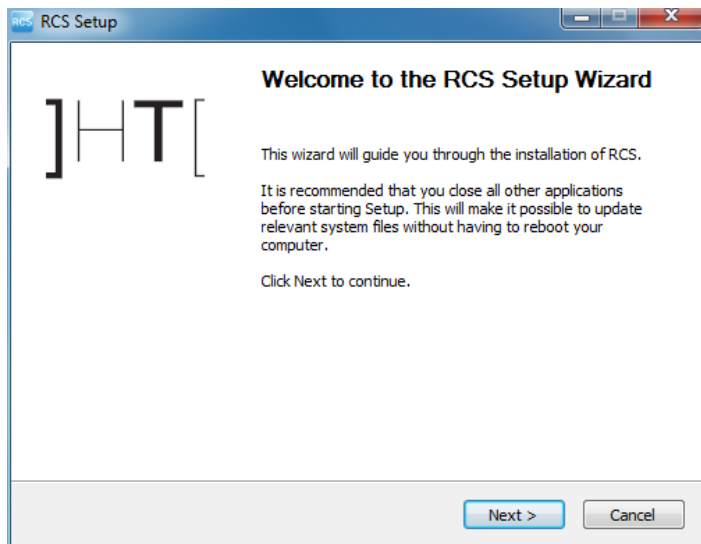 RCS RCS Setup
Welcome to the RCS Setup Wizard
]HT[
This wizard will guide you through the installation of RCS.
It is recommended that you close all other applications
before starting Setup. This will make it possible to update
relevant system files without having to reboot your
computer.
Click Next to continue.
Next >
Cancel